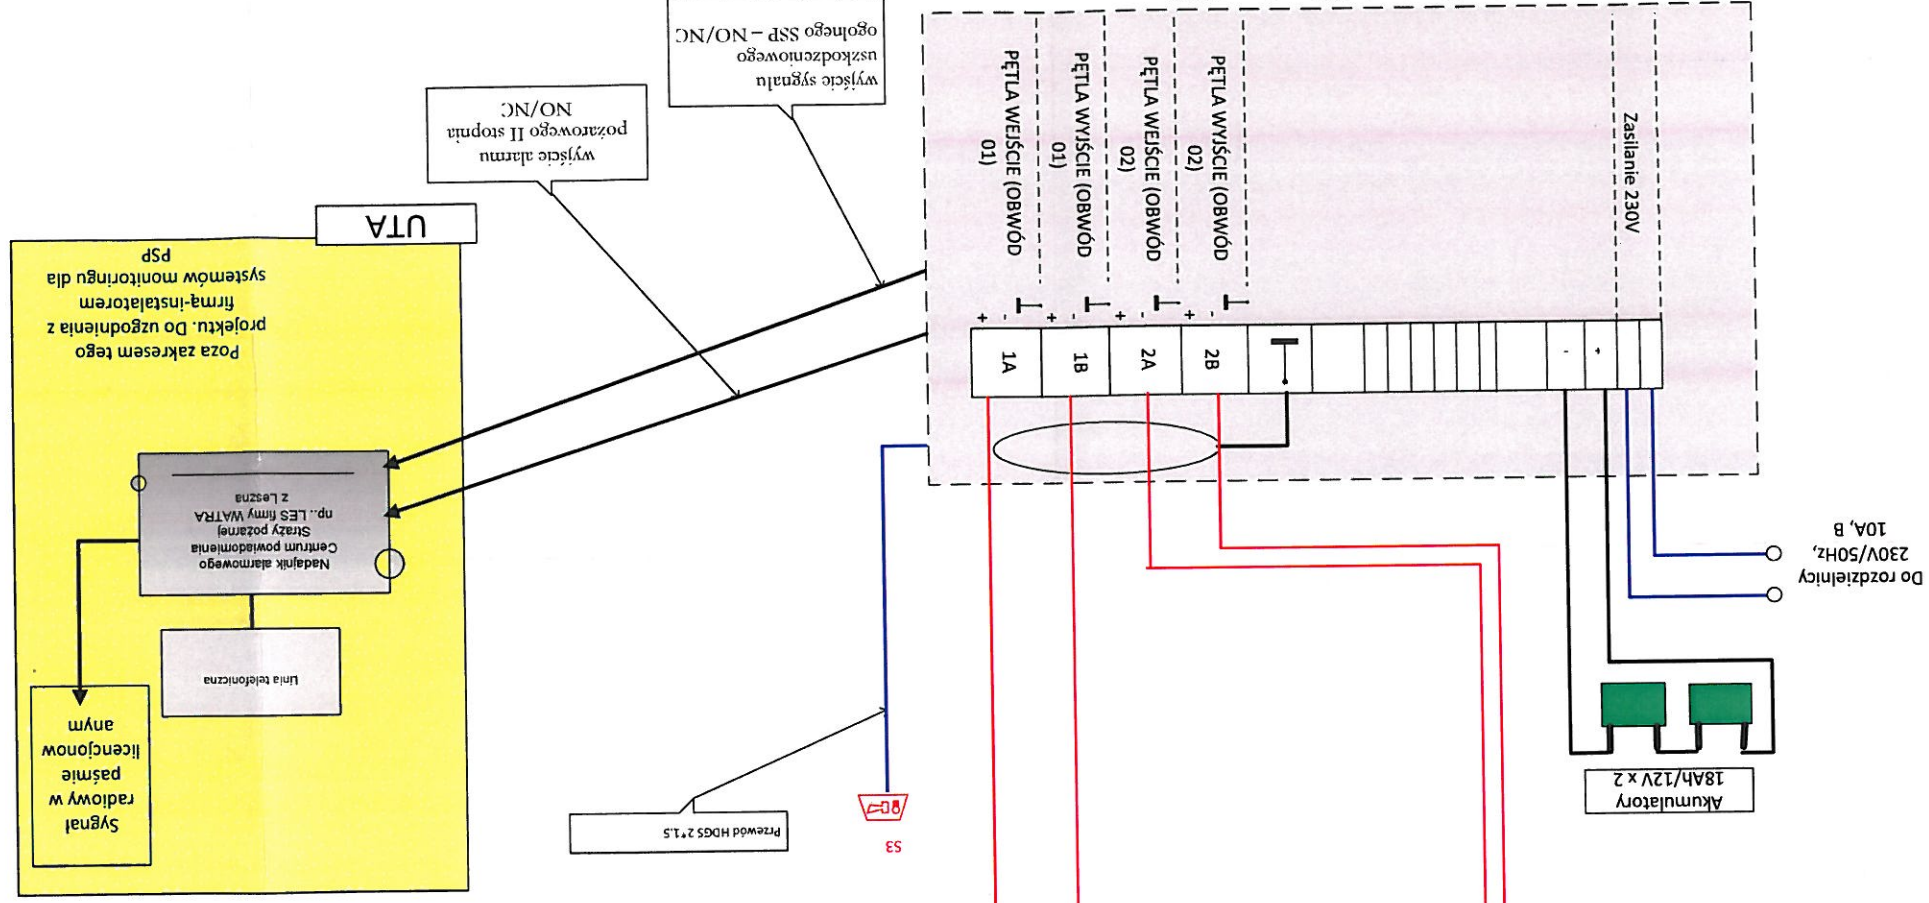 Do rozdzielnicy
230V/50Hz,
10A, B
Akumulatory
18Ah/12V x 2
Zasilanie 230V
+
-
2B
2A
1B
1A
+
-
+
-
+
-
+
-
PĘTLA WYJŚCIE (OBWÓD
02)
PĘTLA WEJŚCIE (OBWÓD
02)
PĘTLA WYJŚCIE (OBWÓD
01)
PĘTLA WEJŚCIE (OBWÓD
01)
S3
Przewód HDGS 2*1.5
wyjście sygnału
uszkodzeniowego
ogolnego SSP – NO/NC
wyjście alarmu
pożarowego II stopnia
NO/NC
UTA
Sygnał
radiowy w
paśmie
licencjonow
anym
Linia telefoniczna
Nadajnik alarmowego
Centrum powiadomienia
Straży pożarnej
np.. LES firmy WATRA
z Leszna
Poza zakresem tego
projektu. Do uzgodnienia z
firmą-instalatorem
systemów monitoringu dla
PSP